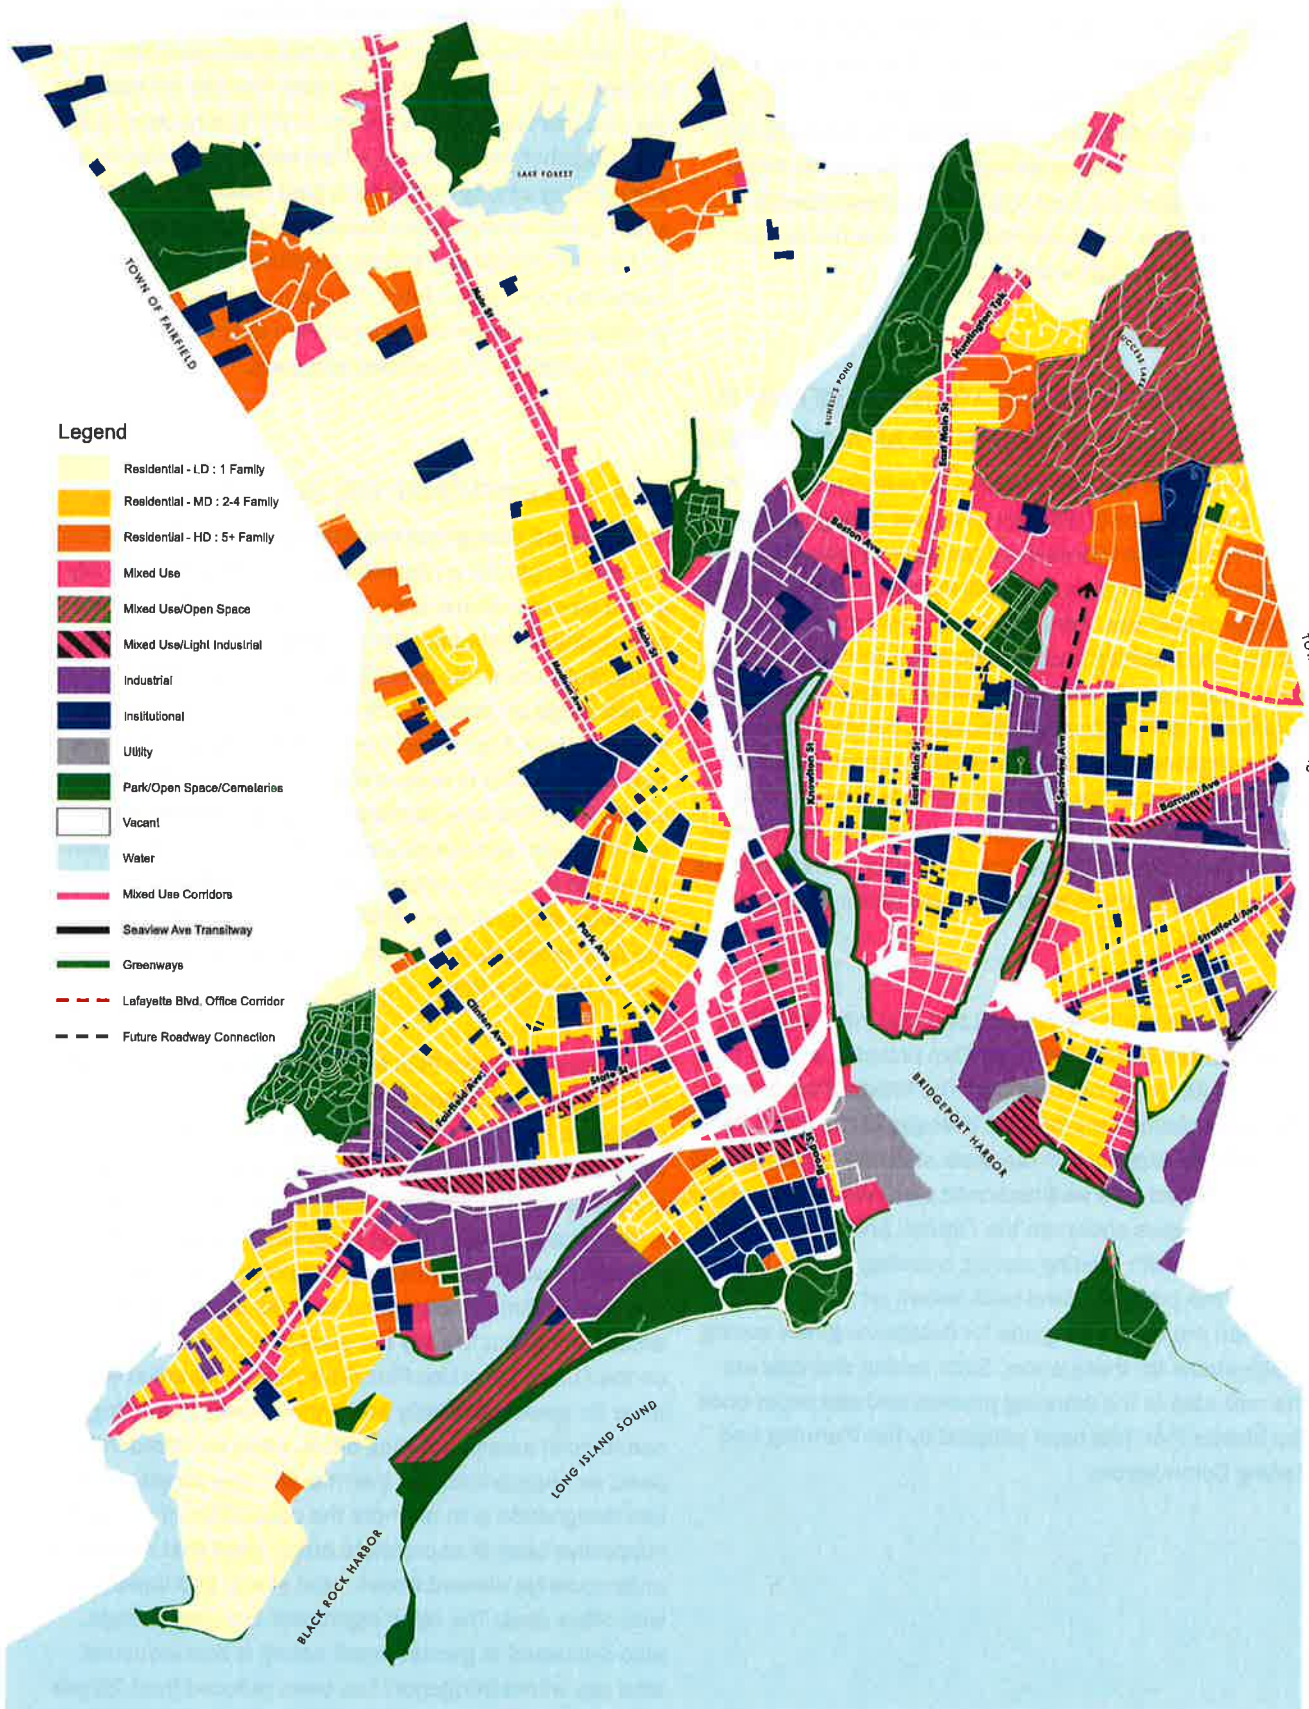 LAKE FOREST
TOWN OF FAIRFIELD
Main St
Huntington Tpk
BUNELL'S POND
East Main St
Legend
Residential - LD : 1 Family
Residential - MD : 2-4 Family
Residential - HD : 5+ Family
Mixed Use
Mixed Use/Open Space
Mixed Use/Light Industrial
Industrial
Institutional
Utility
Park/Open Space/Cemeteries
Vacant
Water
Mixed Use Corridors
Seaview Ave Transitway
Greenways
Lafayette Blvd. Office Corridor
Future Roadway Connection
Boston Ave
Main St
Madison Ave
Knowlton St
East Main St
Seaview Ave
Barnum Ave
Stratford Ave
Park Ave
Clinton Ave
State St
Fairfield Ave
Broad St
BRIDGEPORT HARBOR
LONG ISLAND SOUND
BLACK ROCK HARBOR